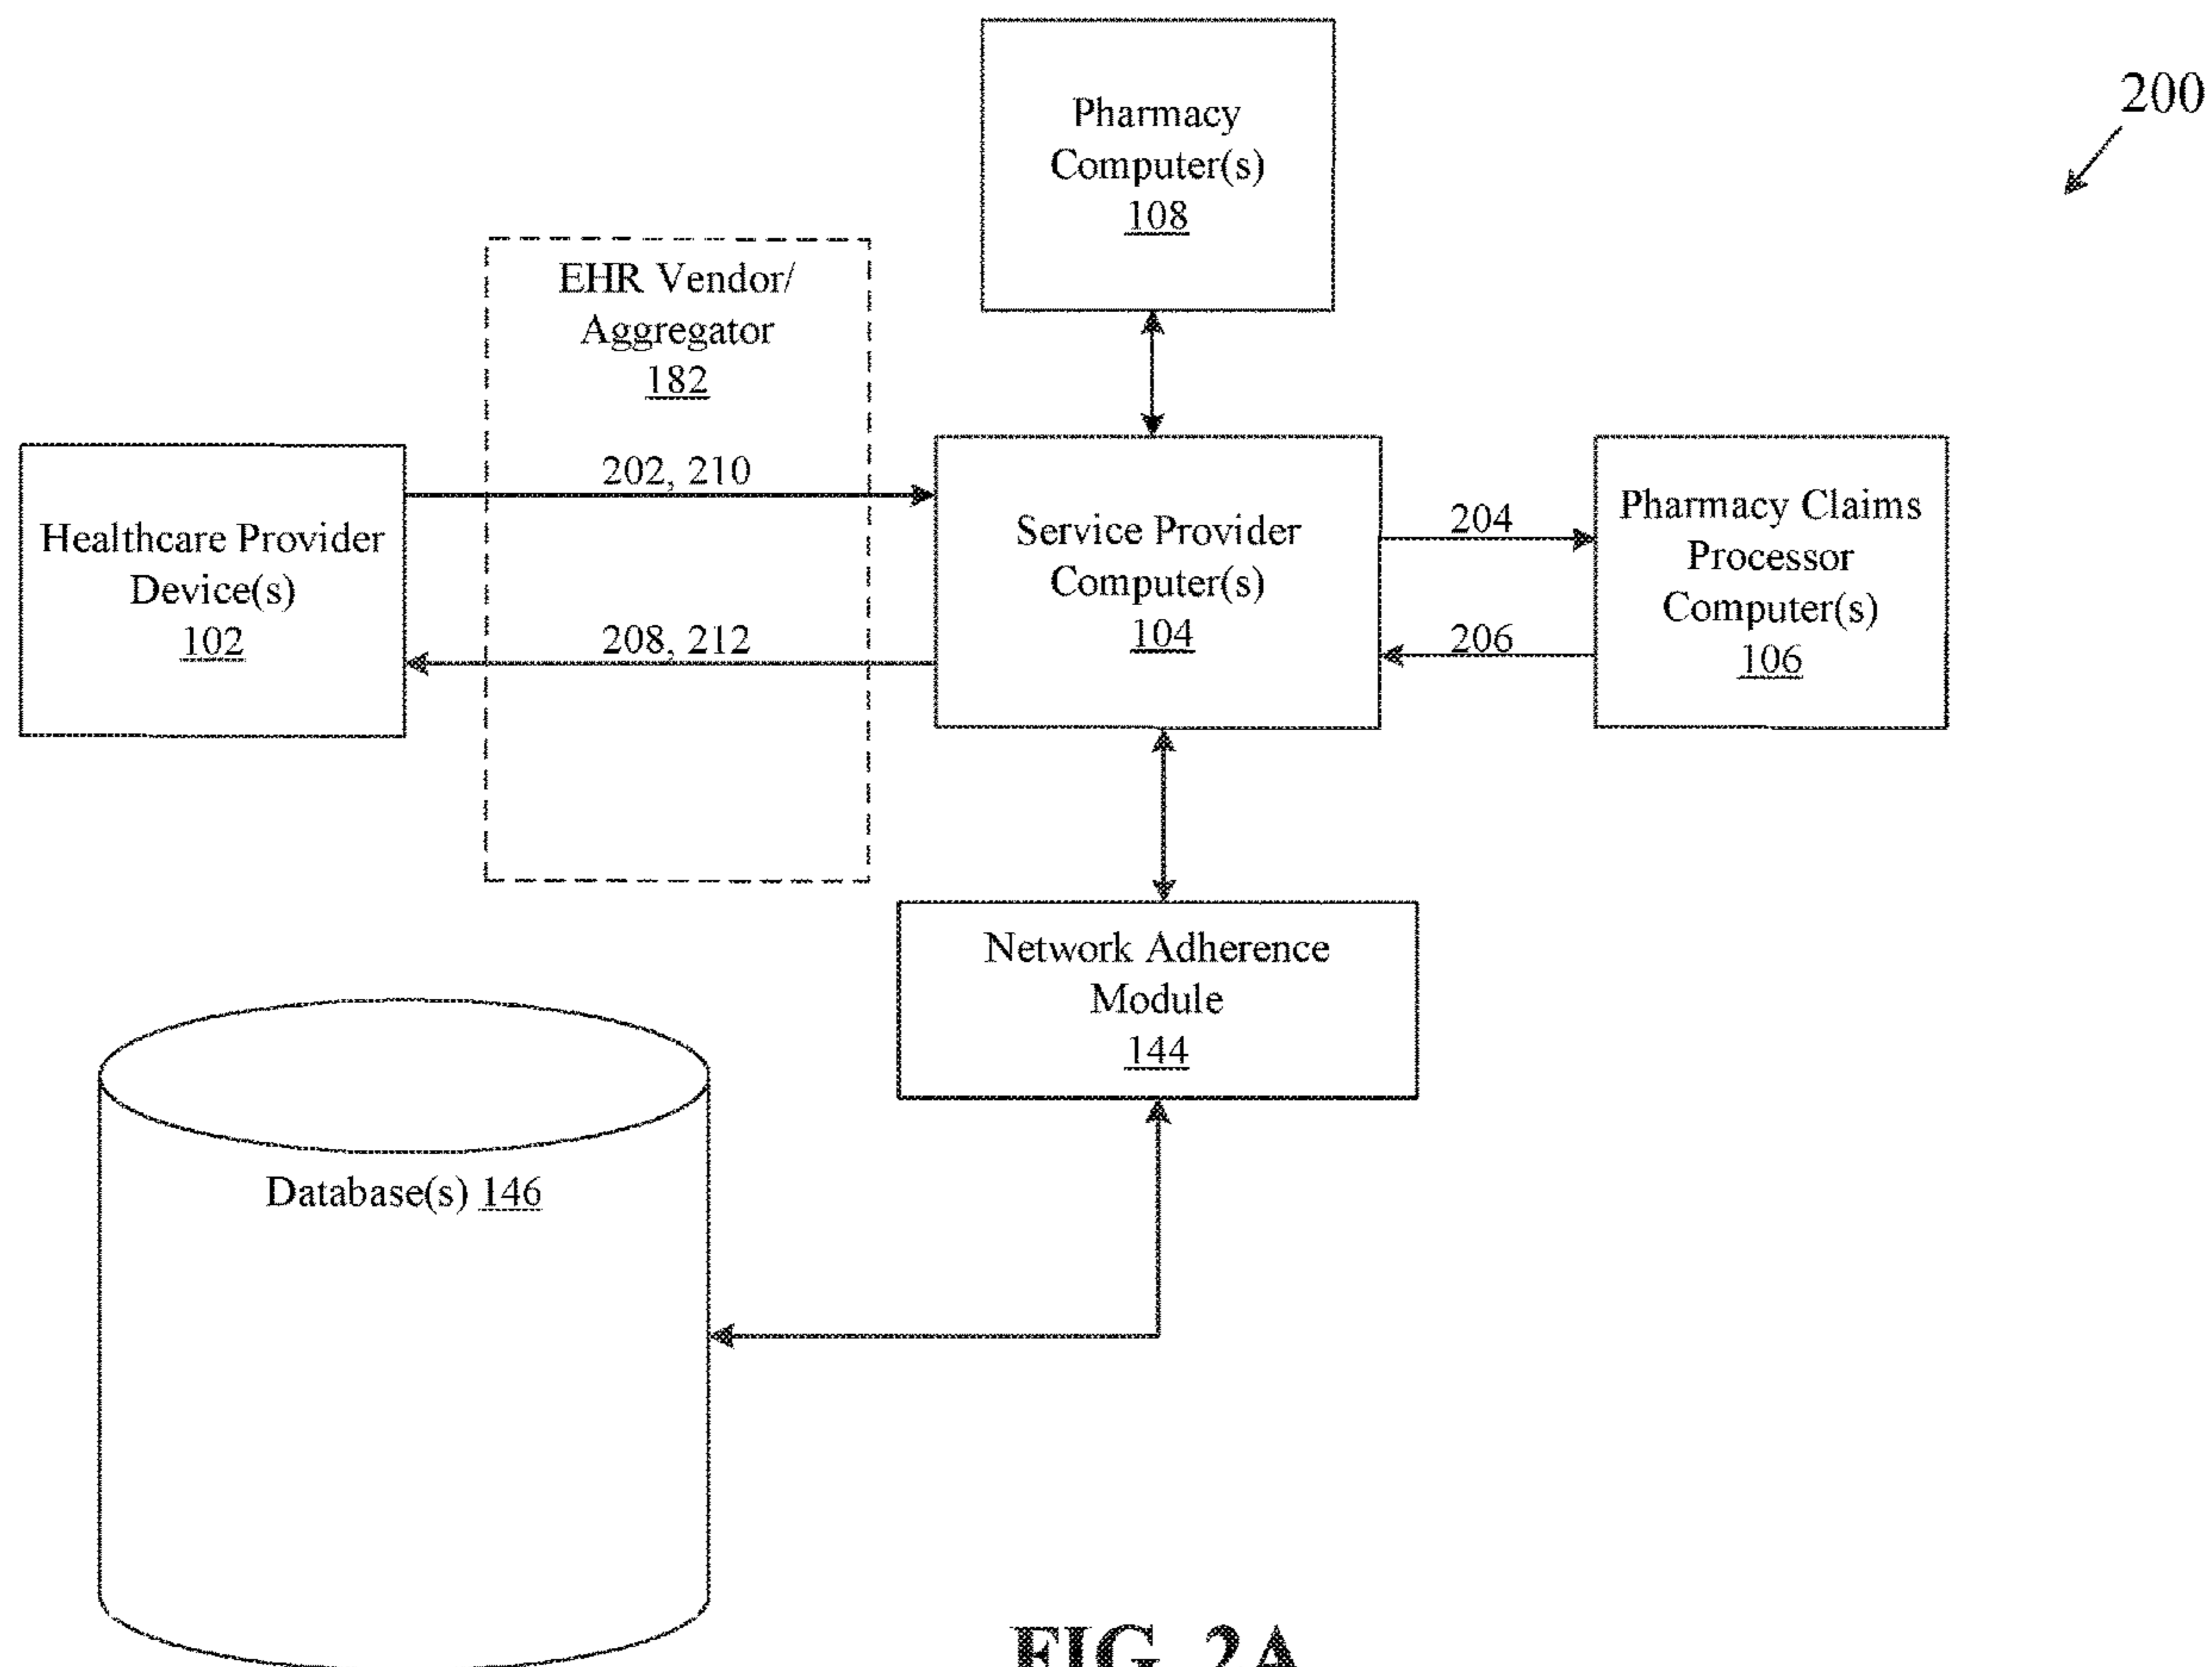 200
Pharmacy
Computer(s)
108
EHR Vendor/
Aggregator
182
202, 210
208, 212
Healthcare Provider
Device(s)
102
Service Provider
Computer(s)
104
204
206
Pharmacy Claims
Processor
Computer(s)
106
Network Adherence
Module
144
Database(s) 146
FIG. 2A